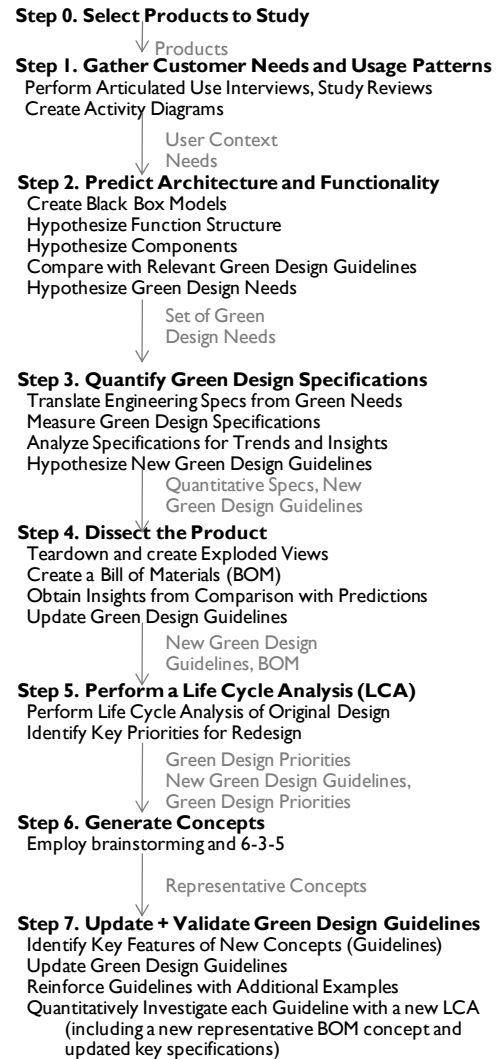 Step 0. Select Products to Study
Products
Step 1. Gather Customer Needs and Usage Patterns
Perform Articulated Use Interviews, Study Reviews
Create Activity Diagrams
User Context
Needs
Step 2. Predict Architecture and Functionality
Create Black Box Models
Hypothesize Function Structure
Hypothesize Components
Compare with Relevant Green Design Guidelines
Hypothesize Green Design Needs
Set of Green
Design Needs
Step 3. Quantify Green Design Specifications
Translate Engineering Specs from Green Needs
Measure Green Design Specifications
Analyze Specifications for Trends and Insights
Hypothesize New Green Design Guidelines
Quantitative Specs, New
Green Design Guidelines
Step 4. Dissect the Product
Teardown and create Exploded Views
Create a Bill of Materials (BOM)
Obtain Insights from Comparison with Predictions
Update Green Design Guidelines
New Green Design
Guidelines, BOM
Step 5. Perform a Life Cycle Analysis (LCA)
Perform Life Cycle Analysis of Original Design
Identify Key Priorities for Redesign
Green Design Priorities
New Green Design Guidelines,
Green Design Priorities
Step 6. Generate Concepts
Employ brainstorming and 6-3-5
Representative Concepts
Step 7. Update + Validate Green Design Guidelines
Identify Key Features of New Concepts (Guidelines)
Update Green Design Guidelines
Reinforce Guidelines with Additional Examples
Quantitatively Investigate each Guideline with a new LCA
(including a new representative BOM concept and
updated key specifications)